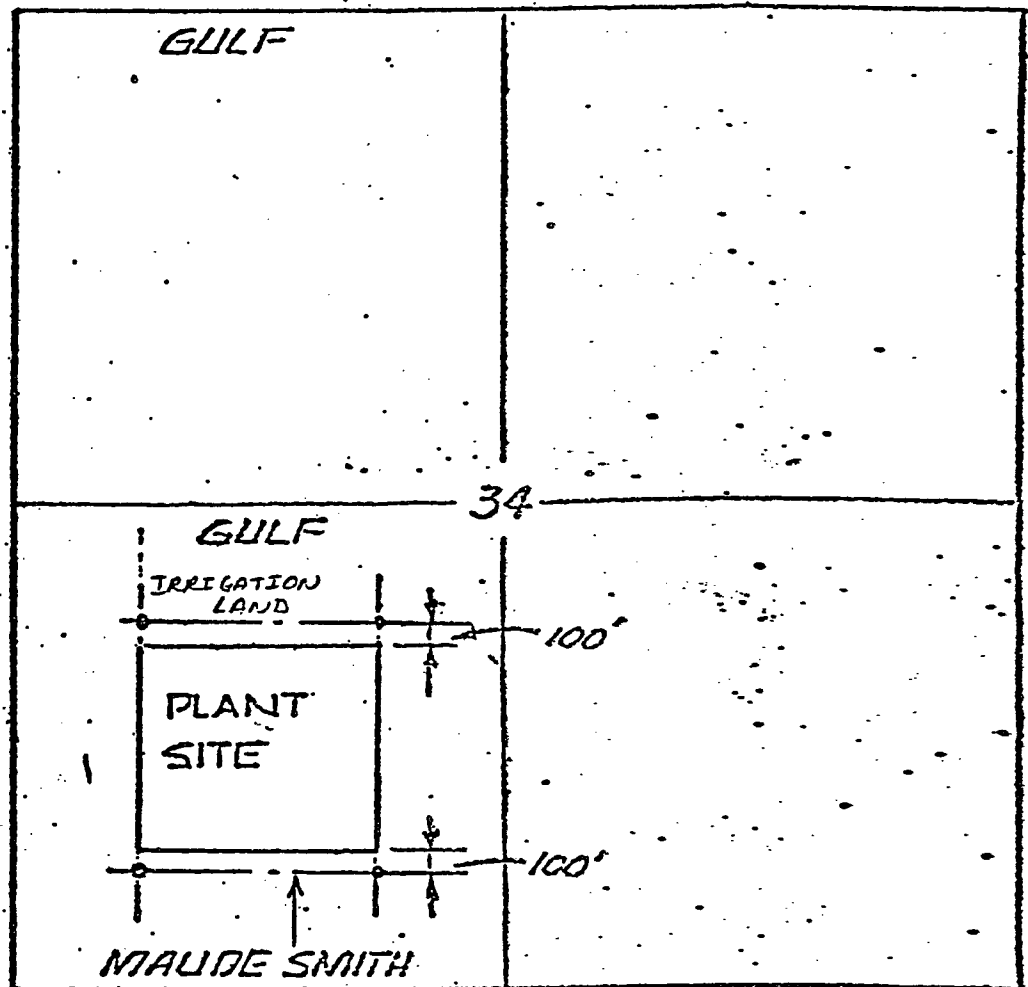 GULF
34
GULF
IRRIGATION
LAND
100'
PLANT
SITE
100'
MAUDE SMITH